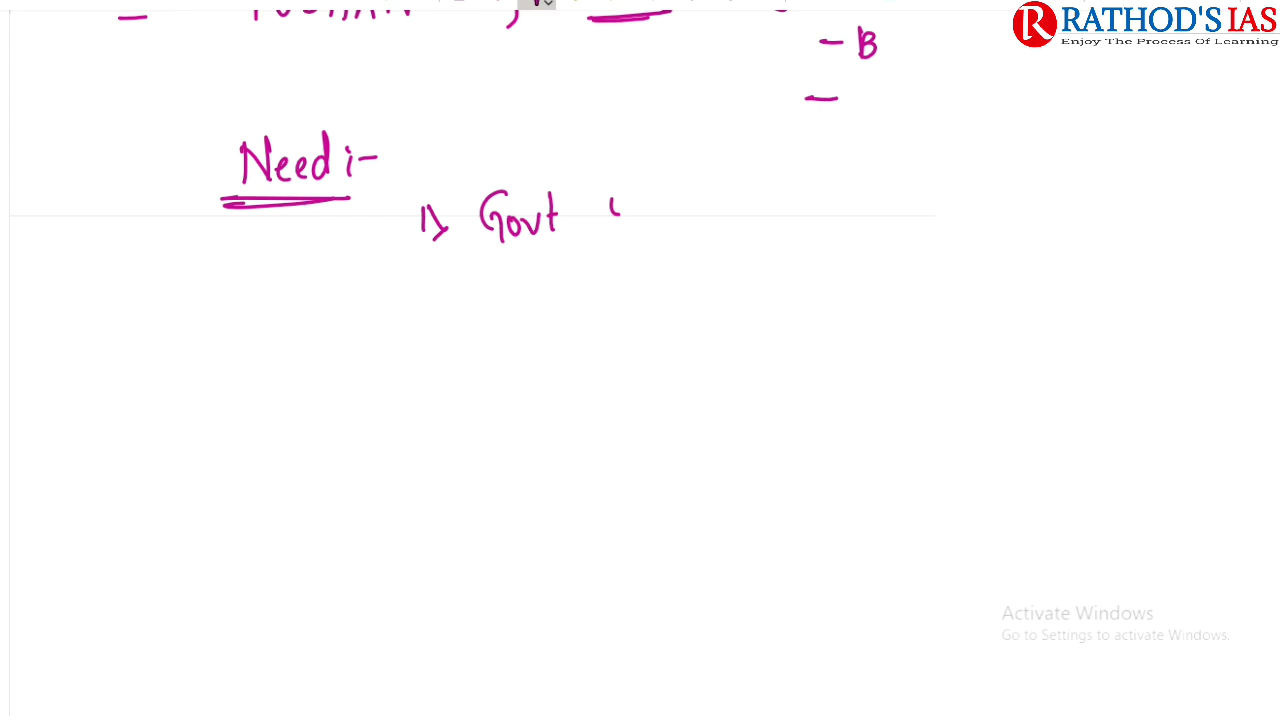 RATHOD'S IAS
Enjoy The Process Of Learning
- B
-
Need :-
1) Govt
Activate Windows
Go to Settings to activate Windows.